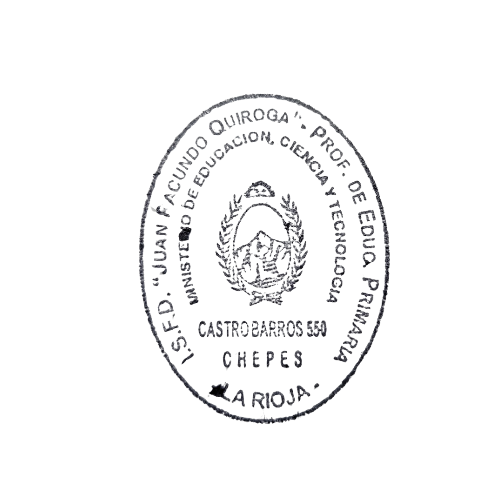 I.S.F.D. "JUAN FACUNDO QUIROGA" - PROF. DE EDUC. PRIMARIA
MINISTERIO DE EDUCACION, CIENCIA Y TECNOLOGIA
CASTRO BARROS 550
CHEPES
- LA RIOJA -